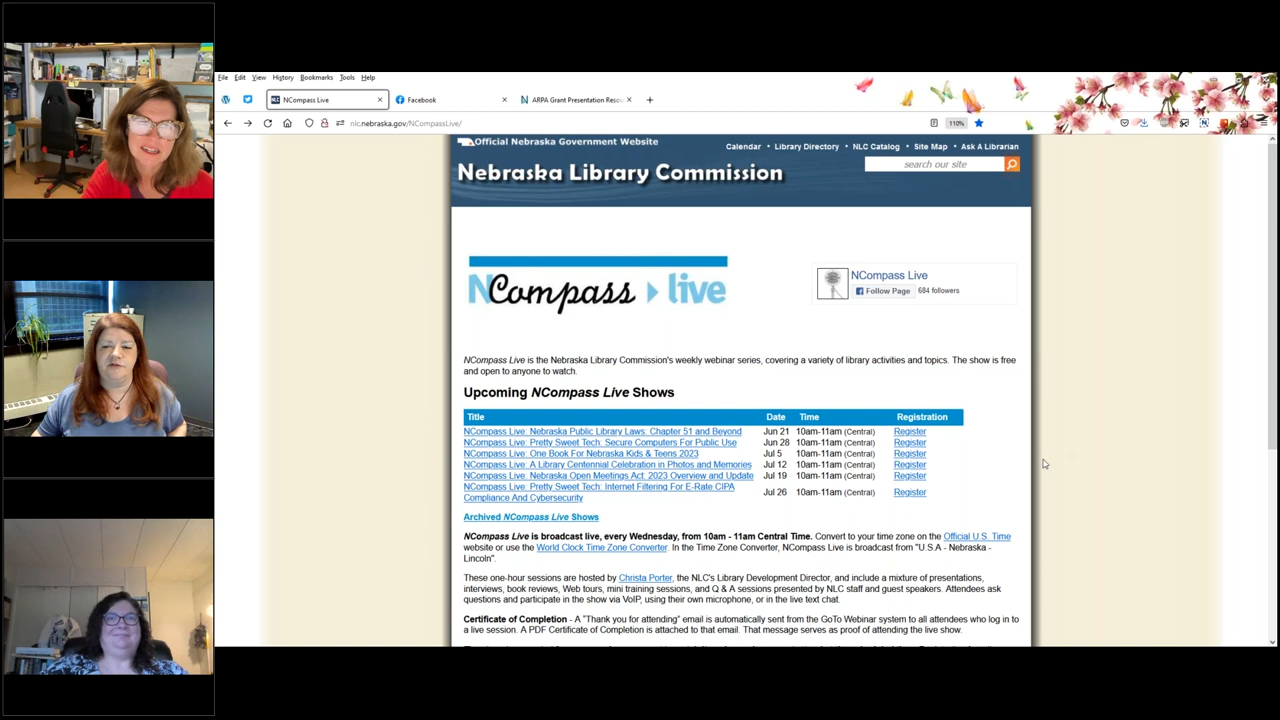 File Edit View History Bookmarks Tools Help
NCompass Live
Facebook
ARPA Grant Presentation Reso
nlc.nebraska.gov/NCompassLive/
110%
Official Nebraska Government Website
Calendar • Library Directory • NLC Catalog • Site Map • Ask A Librarian
Nebraska Library Commission
search our site
NCompass live
NCompass Live
Follow Page 684 followers
NCompass Live is the Nebraska Library Commission's weekly webinar series, covering a variety of library activities and topics. The show is free
and open to anyone to watch.
Upcoming NCompass Live Shows
Title Date Time Registration
NCompass Live: Nebraska Public Library Laws: Chapter 51 and Beyond Jun 21 10am-11am (Central) Register
NCompass Live: Pretty Sweet Tech: Secure Computers For Public Use Jun 28 10am-11am (Central) Register
NCompass Live: One Book For Nebraska Kids & Teens 2023 Jul 5 10am-11am (Central) Register
NCompass Live: A Library Centennial Celebration in Photos and Memories Jul 12 10am-11am (Central) Register
NCompass Live: Nebraska Open Meetings Act: 2023 Overview and Update Jul 19 10am-11am (Central) Register
NCompass Live: Pretty Sweet Tech: Internet Filtering For E-Rate CIPA
Compliance And Cybersecurity Jul 26 10am-11am (Central) Register
Archived NCompass Live Shows
NCompass Live is broadcast live, every Wednesday, from 10am - 11am Central Time. Convert to your time zone on the Official U.S. Time
website or use the World Clock Time Zone Converter. In the Time Zone Converter, NCompass Live is broadcast from "U.S.A - Nebraska -
Lincoln".
These one-hour sessions are hosted by Christa Porter, the NLC's Library Development Director, and include a mixture of presentations,
interviews, book reviews, Web tours, mini training sessions, and Q & A sessions presented by NLC staff and guest speakers. Attendees ask
questions and participate in the show via VoIP, using their own microphone, or in the live text chat.
Certificate of Completion - A "Thank you for attending" email is automatically sent from the GoTo Webinar system to all attendees who log in to
a live session. A PDF Certificate of Completion is attached to that email. That message serves as proof of attending the live show.